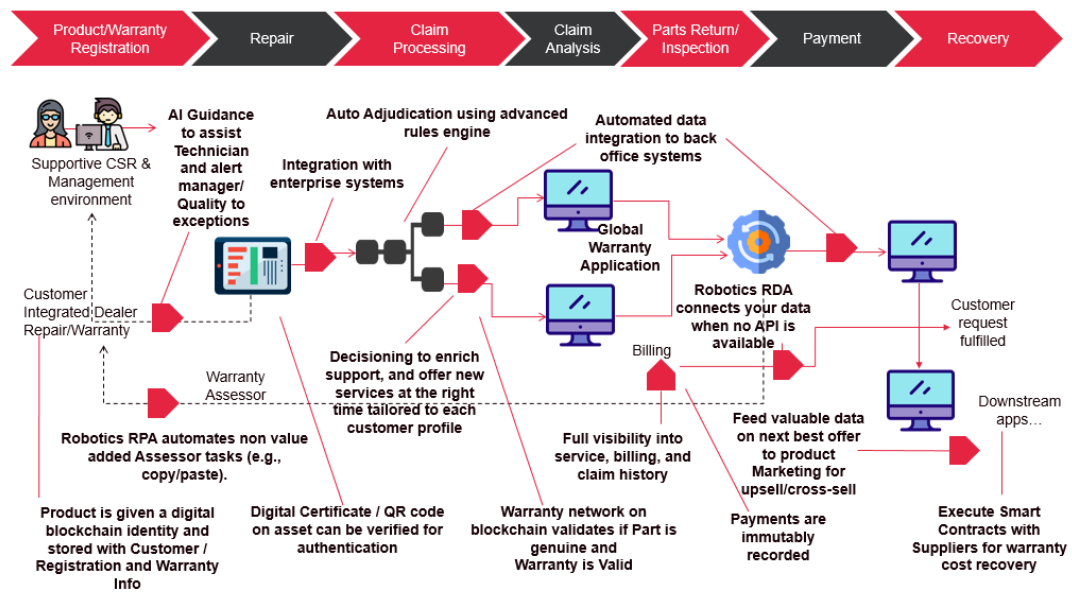 Product/Warranty
Registration
Repair
Claim
Processing
Claim
Analysis
Parts Return/
Inspection
Payment
Recovery
Supportive CSR &
Management
environment
AI Guidance
to assist
Technician
and alert
manager/
Quality to
exceptions
Integration with
enterprise systems
Auto Adjudication using advanced
rules engine
Automated data
integration to back
office systems
Global
Warranty
Application
Customer
Integrated Dealer
Repair/Warranty
Robotics RDA
connects your data
when no API is
available
Customer
request
fulfilled
Decisioning to enrich
support, and offer new
services at the right
time tailored to each
customer profile
Billing
Warranty
Assessor
Downstream
apps…
Robotics RPA automates non value
added Assessor tasks (e.g.,
copy/paste).
Full visibility into
service, billing, and
claim history
Feed valuable data
on next best offer
to product
Marketing for
upsell/cross-sell
Product is given a digital
blockchain identity and
stored with Customer /
Registration and Warranty
Info
Digital Certificate / QR code
on asset can be verified for
authentication
Warranty network on
blockchain validates if Part is
genuine and
Warranty is Valid
Payments are
immutably
recorded
Execute Smart
Contracts with
Suppliers for warranty
cost recovery